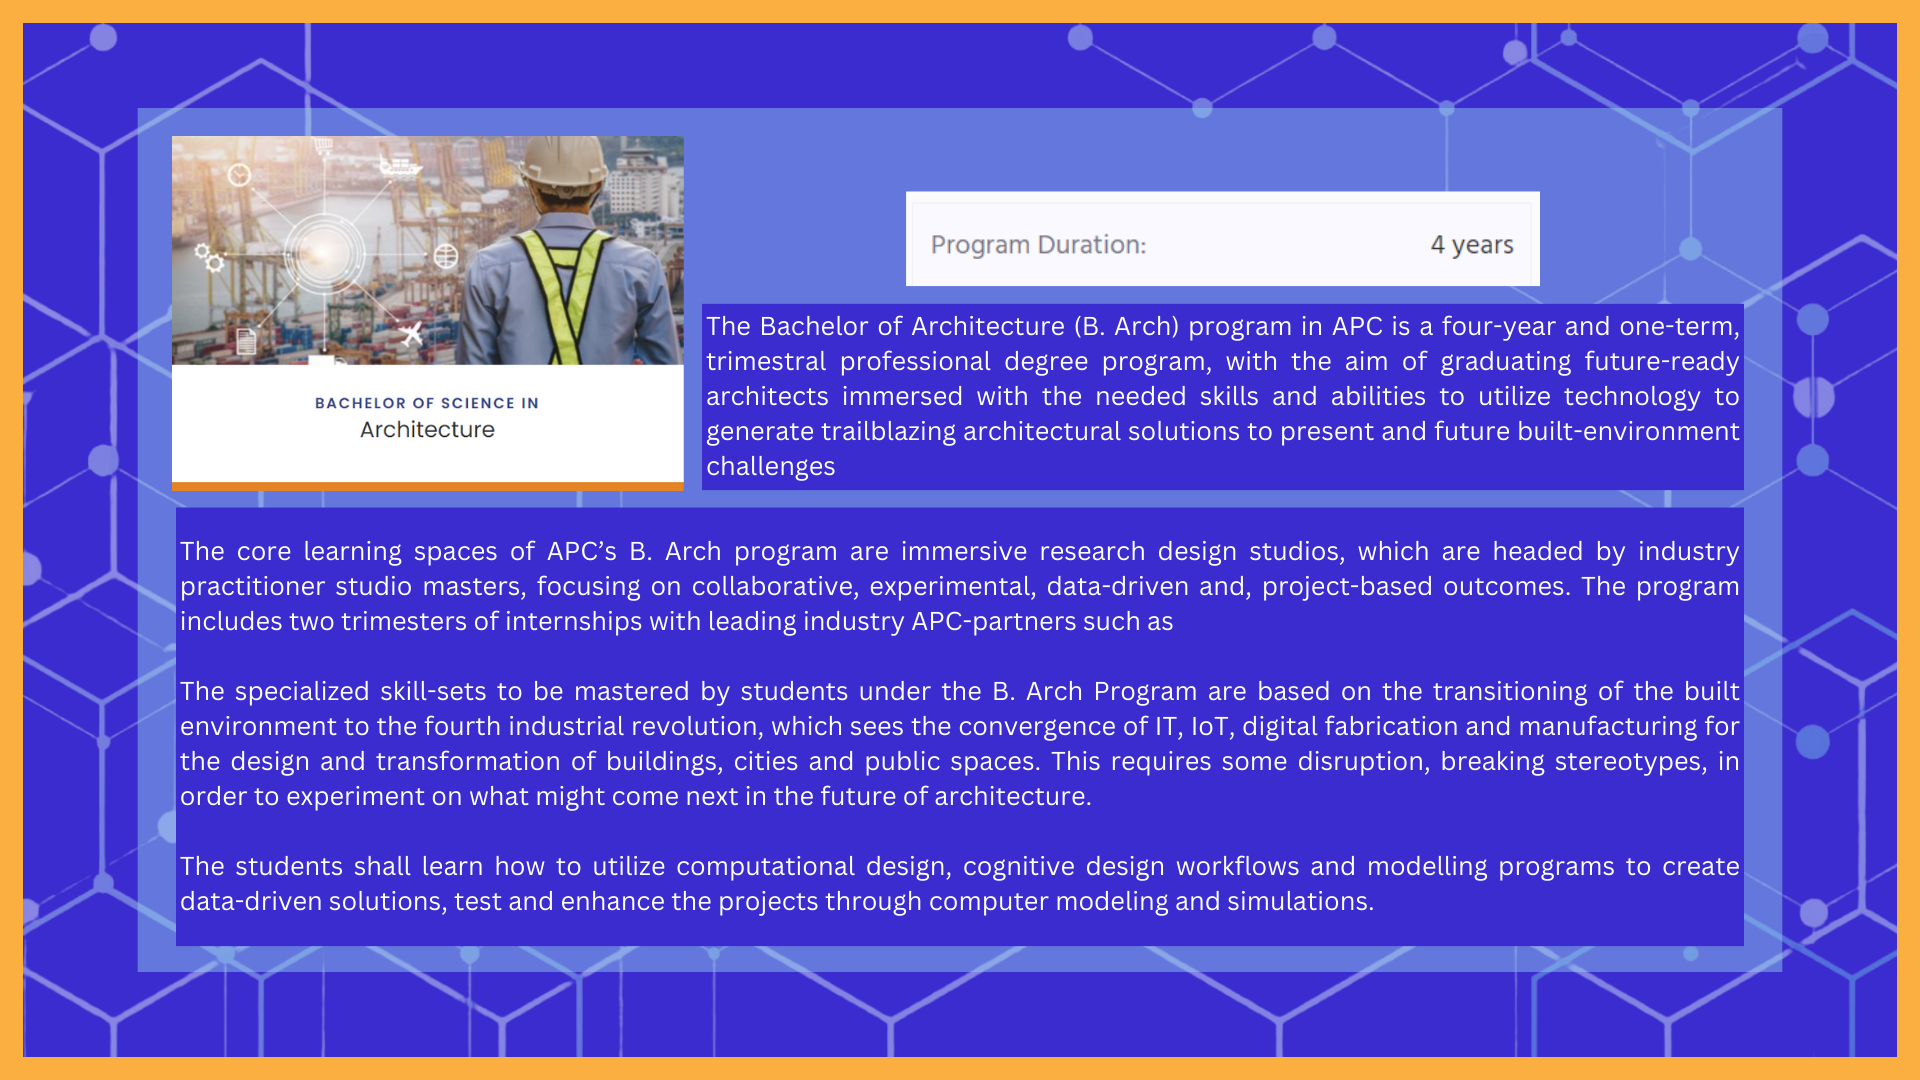 BACHELOR OF SCIENCE IN
Architecture
Program Duration: 4 years
The Bachelor of Architecture (B. Arch) program in APC is a four-year and one-term,
trimestral professional degree program, with the aim of graduating future-ready
architects immersed with the needed skills and abilities to utilize technology to
generate trailblazing architectural solutions to present and future built-environment
challenges
The core learning spaces of APC’s B. Arch program are immersive research design studios, which are headed by industry
practitioner studio masters, focusing on collaborative, experimental, data-driven and, project-based outcomes. The program
includes two trimesters of internships with leading industry APC-partners such as
The specialized skill-sets to be mastered by students under the B. Arch Program are based on the transitioning of the built
environment to the fourth industrial revolution, which sees the convergence of IT, IoT, digital fabrication and manufacturing for
the design and transformation of buildings, cities and public spaces. This requires some disruption, breaking stereotypes, in
order to experiment on what might come next in the future of architecture.
The students shall learn how to utilize computational design, cognitive design workflows and modelling programs to create
data-driven solutions, test and enhance the projects through computer modeling and simulations.